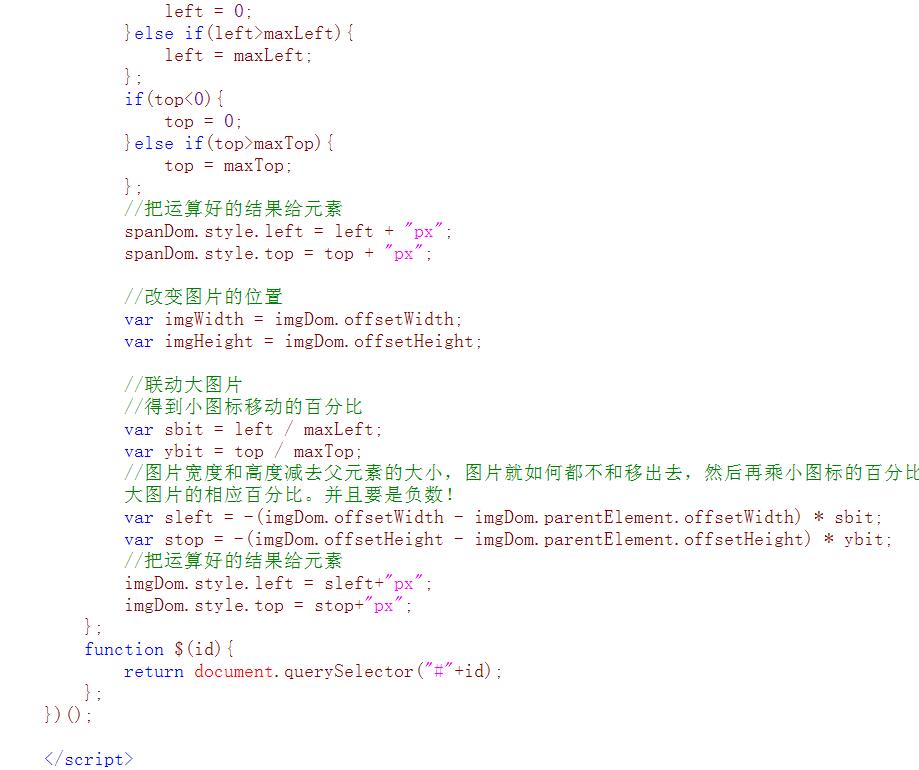 left = 0;
}else if(left>maxLeft){
left = maxLeft;
};
if(top<0){
top = 0;
}else if(top>maxTop){
top = maxTop;
};
//把运算好的结果给元素
spanDom.style.left = left + "px";
spanDom.style.top = top + "px";
//改变图片的位置
var imgWidth = imgDom.offsetWidth;
var imgHeight = imgDom.offsetHeight;
//联动大图片
//得到小图标移动的百分比
var sbit = left / maxLeft;
var ybit = top / maxTop;
//图片宽度和高度减去父元素的大小，图片就如何都不和移出去，然后再乘小图标的百分比
大图片的相应百分比。并且要是负数！
var sleft = -(imgDom.offsetWidth - imgDom.parentElement.offsetWidth) * sbit;
var stop = -(imgDom.offsetHeight - imgDom.parentElement.offsetHeight) * ybit;
//把运算好的结果给元素
imgDom.style.left = sleft+"px";
imgDom.style.top = stop+"px";
};
function $(id){
return document.querySelector("#"+id);
};
})();
</script>